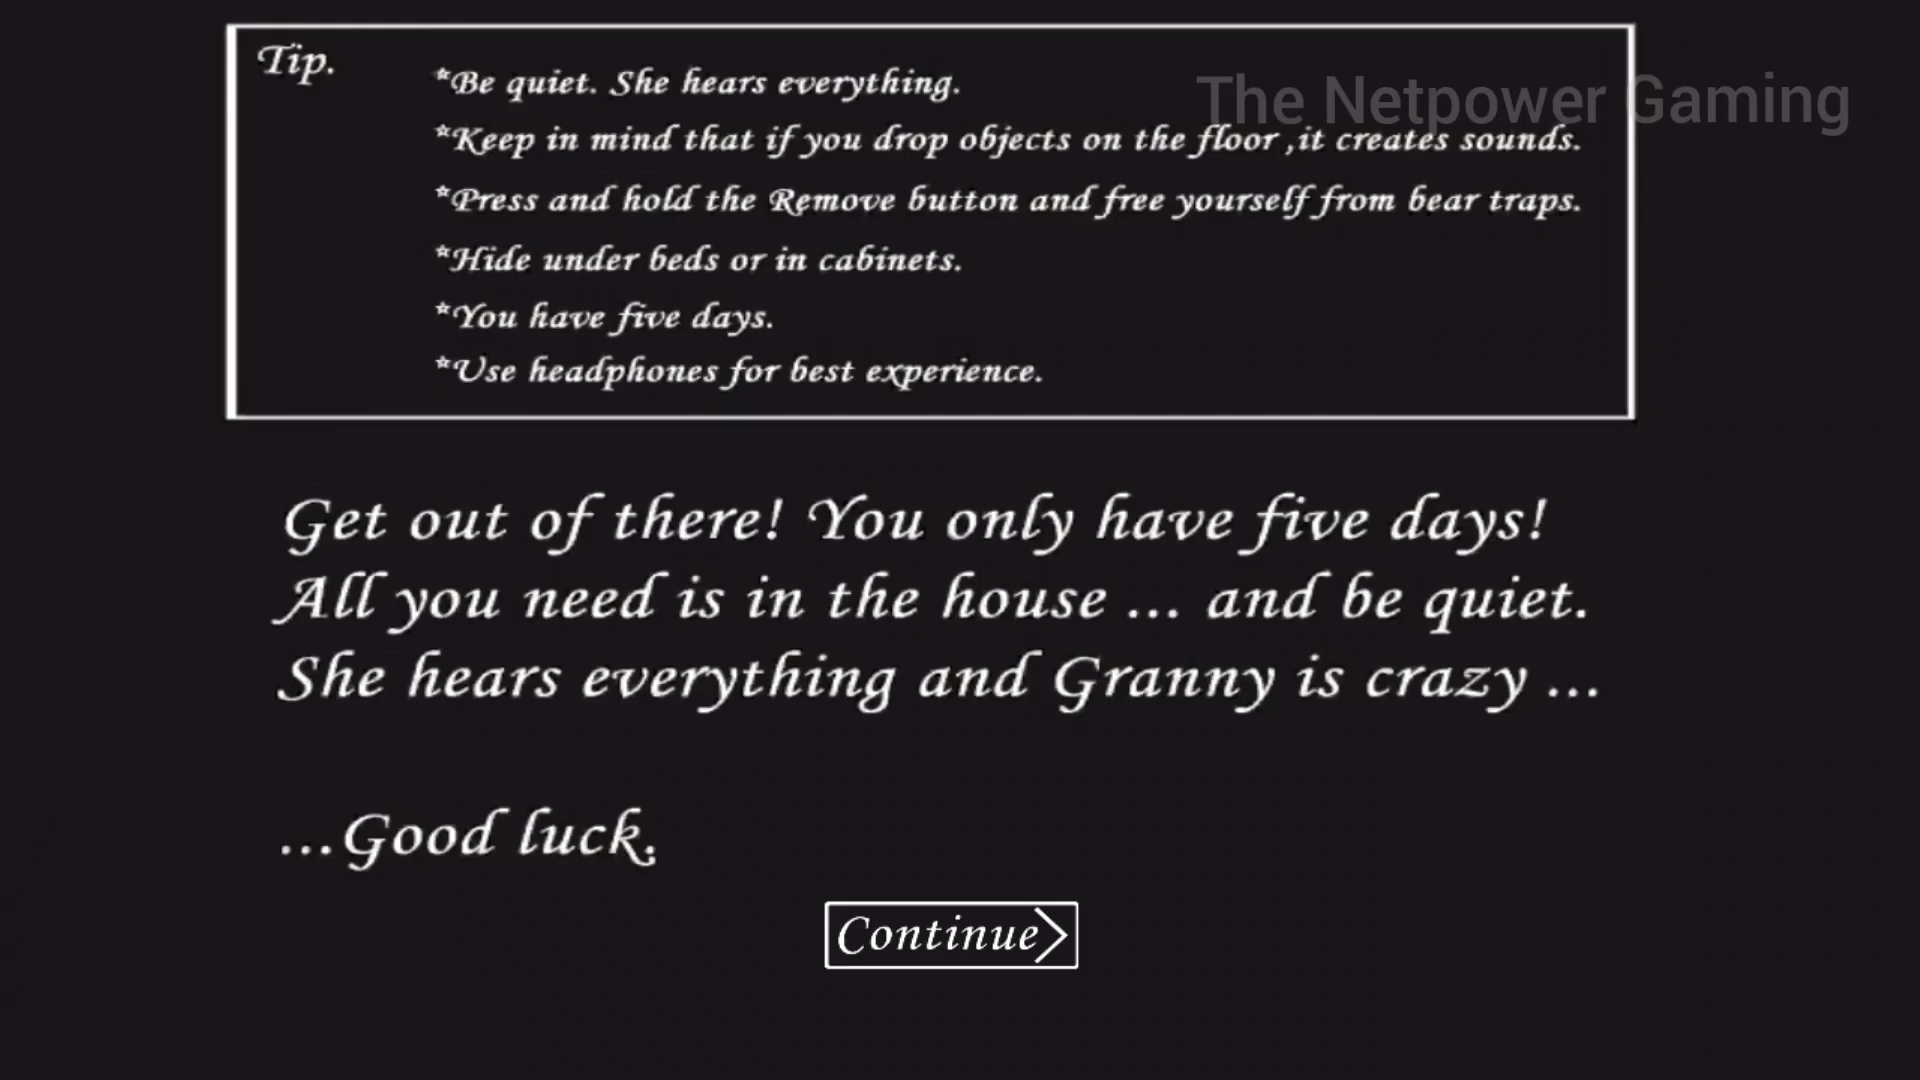 Tip.
*Be quiet. She hears everything.
The Netpower Gaming
*Keep in mind that if you drop objects on the floor ,it creates sounds.
*Press and hold the Remove button and free yourself from bear traps.
*Hide under beds or in cabinets.
*You have five days.
*Use headphones for best experience.
Get out of there! You only have five days!
All you need is in the house ... and be quiet.
She hears everything and Granny is crazy ...
...Good luck.
Continue>